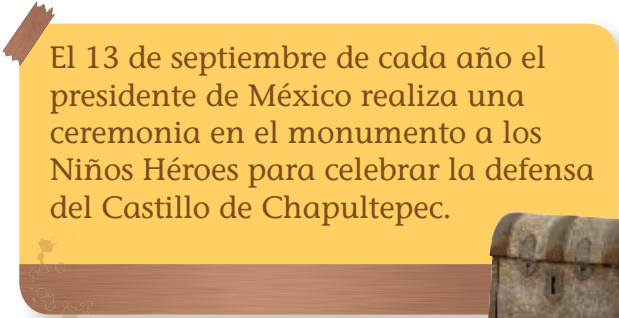 El 13 de septiembre de cada año el
presidente de México realiza una
ceremonia en el monumento a los
Niños Héroes para celebrar la defensa
del Castillo de Chapultepec.